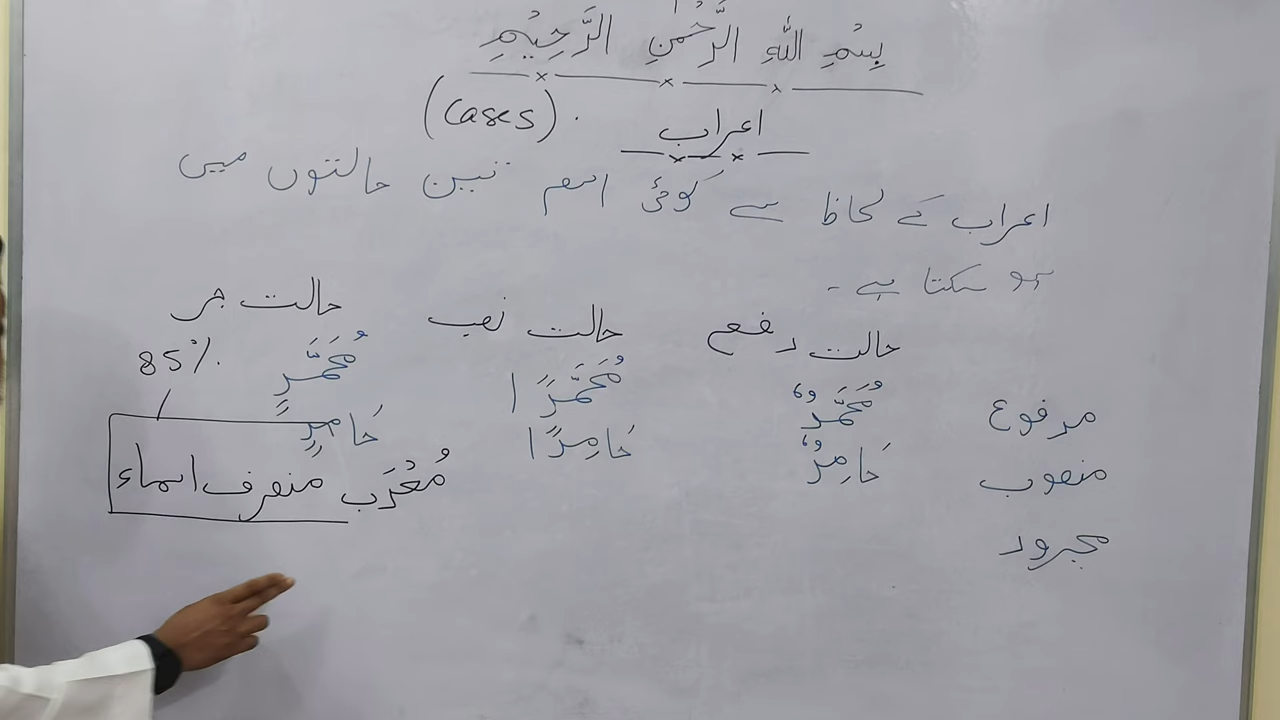 بِسْمِ اللّٰهِ الرَّحْمٰنِ الرَّحِیْمِ
اعراب (Cases)
اعراب کے لحاظ سے کوئی اسم تین حالتوں میں
ہو سکتا ہے ۔
حالت رفع حالت نصب حالت جر
مرفوع مُحَمَّدٌ مُحَمَّدًا مُحَمَّدٍ 85%
منصوب حَامِدٌ حَامِدًا حَامِدٍ
مُعْرَب منصرف اسماء
مجرور